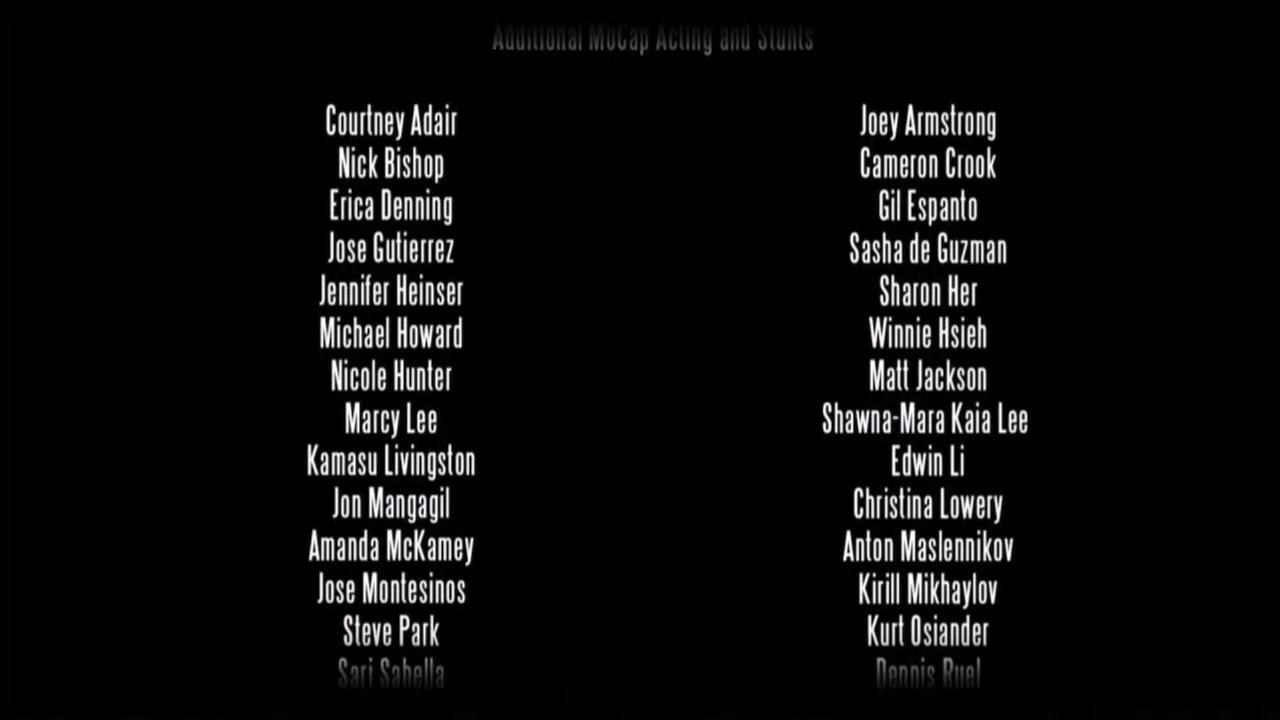 Additional MoCap Acting and Stunts
Courtney Adair
Joey Armstrong
Nick Bishop
Cameron Crook
Erica Denning
Gil Espanto
Jose Gutierrez
Sasha de Guzman
Jennifer Heinser
Sharon Her
Michael Howard
Winnie Hsieh
Nicole Hunter
Matt Jackson
Marcy Lee
Shawna-Mara Kaia Lee
Kamasu Livingston
Edwin Li
Jon Mangagil
Christina Lowery
Amanda McKamey
Anton Maslennikov
Jose Montesinos
Kirill Mikhaylov
Steve Park
Kurt Osiander
Sari Sabella
Dennis Ruel